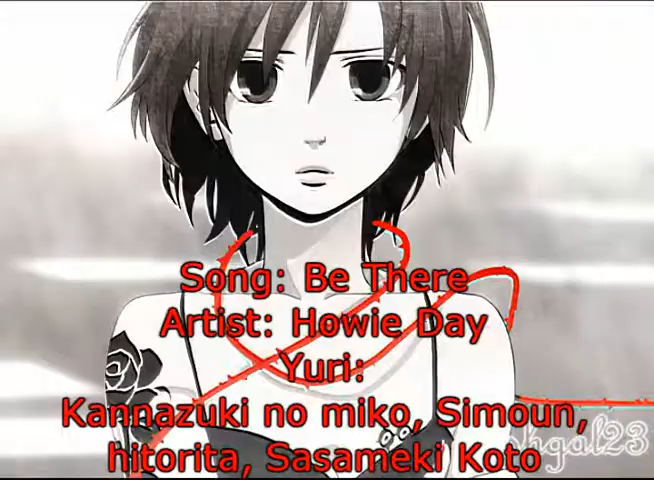 Song: Be There
Artist: Howie Day
Yuri:
Kannazuki no miko, Simoun,
hitorita, Sasameki Koto